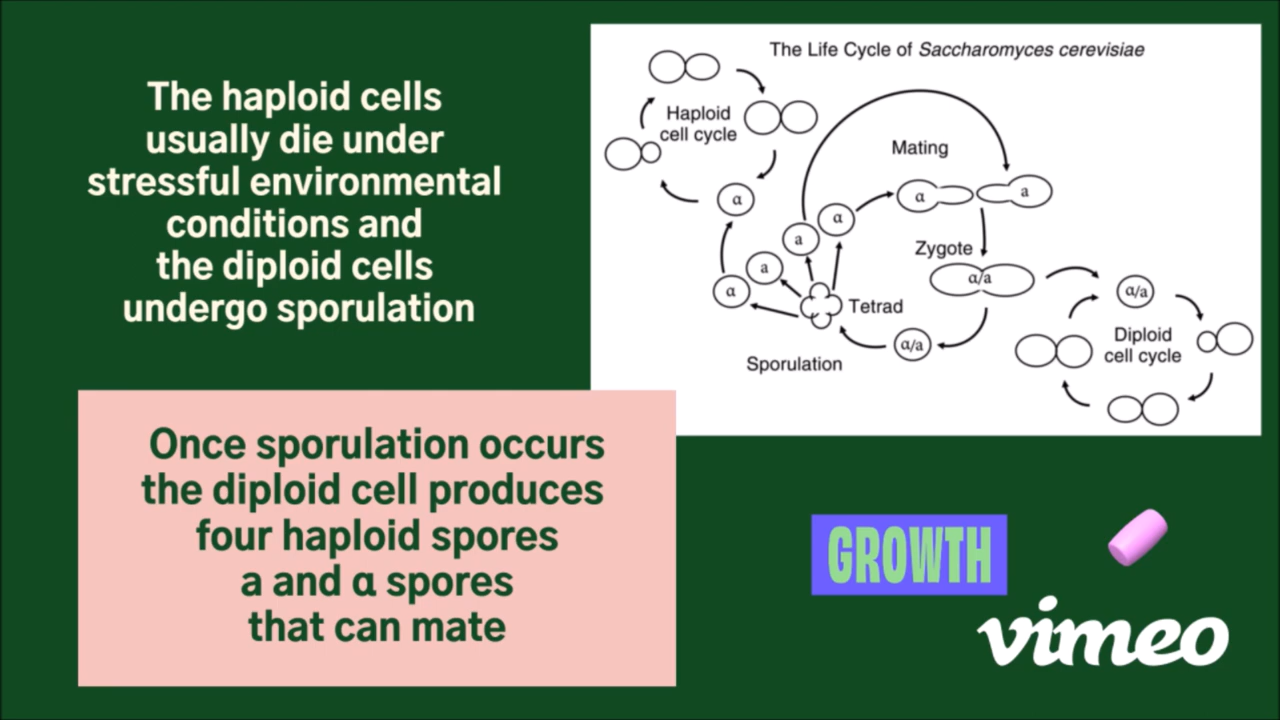 The haploid cells
usually die under
stressful environmental
conditions and
the diploid cells
undergo sporulation
Once sporulation occurs
the diploid cell produces
four haploid spores
a and α spores
that can mate
The Life Cycle of Saccharomyces cerevisiae
Haploid
cell cycle
Mating
α
α
a
α
a
a
α
Zygote
α/a
Tetrad
α/a
Sporulation
α/a
Diploid
cell cycle
GROWTH
vimeo